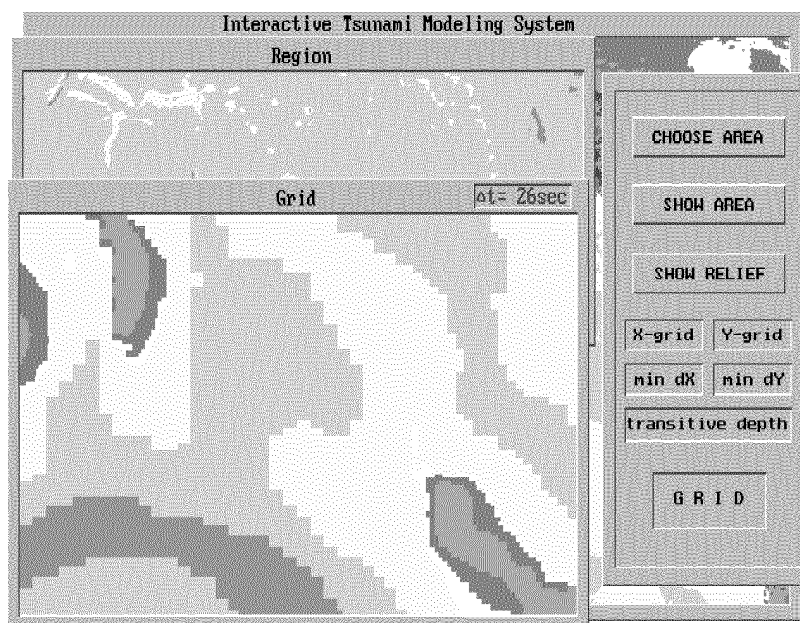 Interactive Tsunami Modeling System
Region
Grid
Δt= 26sec
CHOOSE AREA
SHOW AREA
SHOW RELIEF
X-grid Y-grid
min dX min dY
transitive depth
G R I D